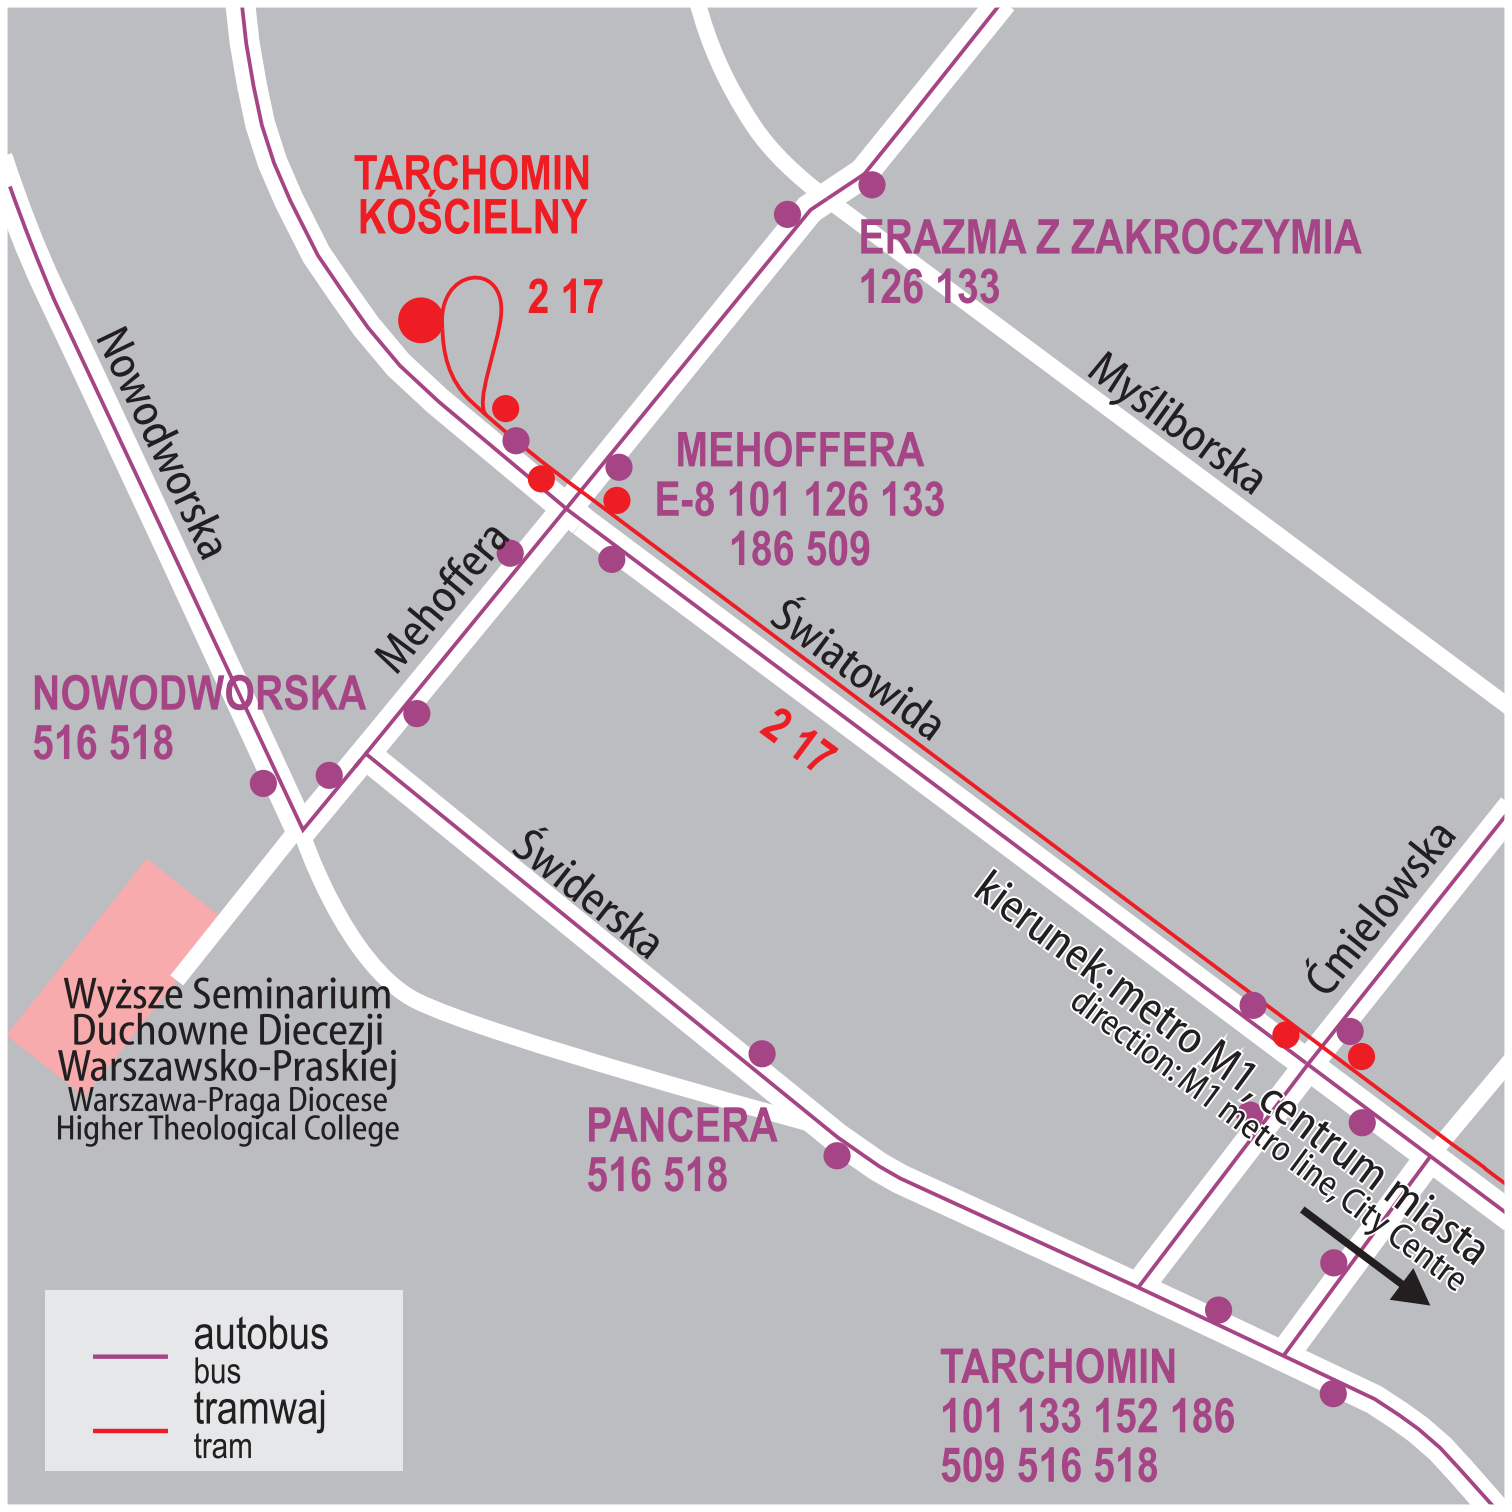 TARCHOMIN
KOŚCIELNY
2 17
ERAZMA Z ZAKROCZYMIA
126 133
Nowodworska
Myśliborska
MEHOFFERA
E-8 101 126 133
186 509
Mehoffera
Światowida
2 17
NOWODWORSKA
516 518
Świderska
Ćmielowska
kierunek: metro M1, centrum miasta
direction: M1 metro line, City Centre
Wyższe Seminarium
Duchowne Diecezji
Warszawsko-Praskiej
Warszawa-Praga Diocese
Higher Theological College
PANCERA
516 518
autobus
bus
tramwaj
tram
TARCHOMIN
101 133 152 186
509 516 518